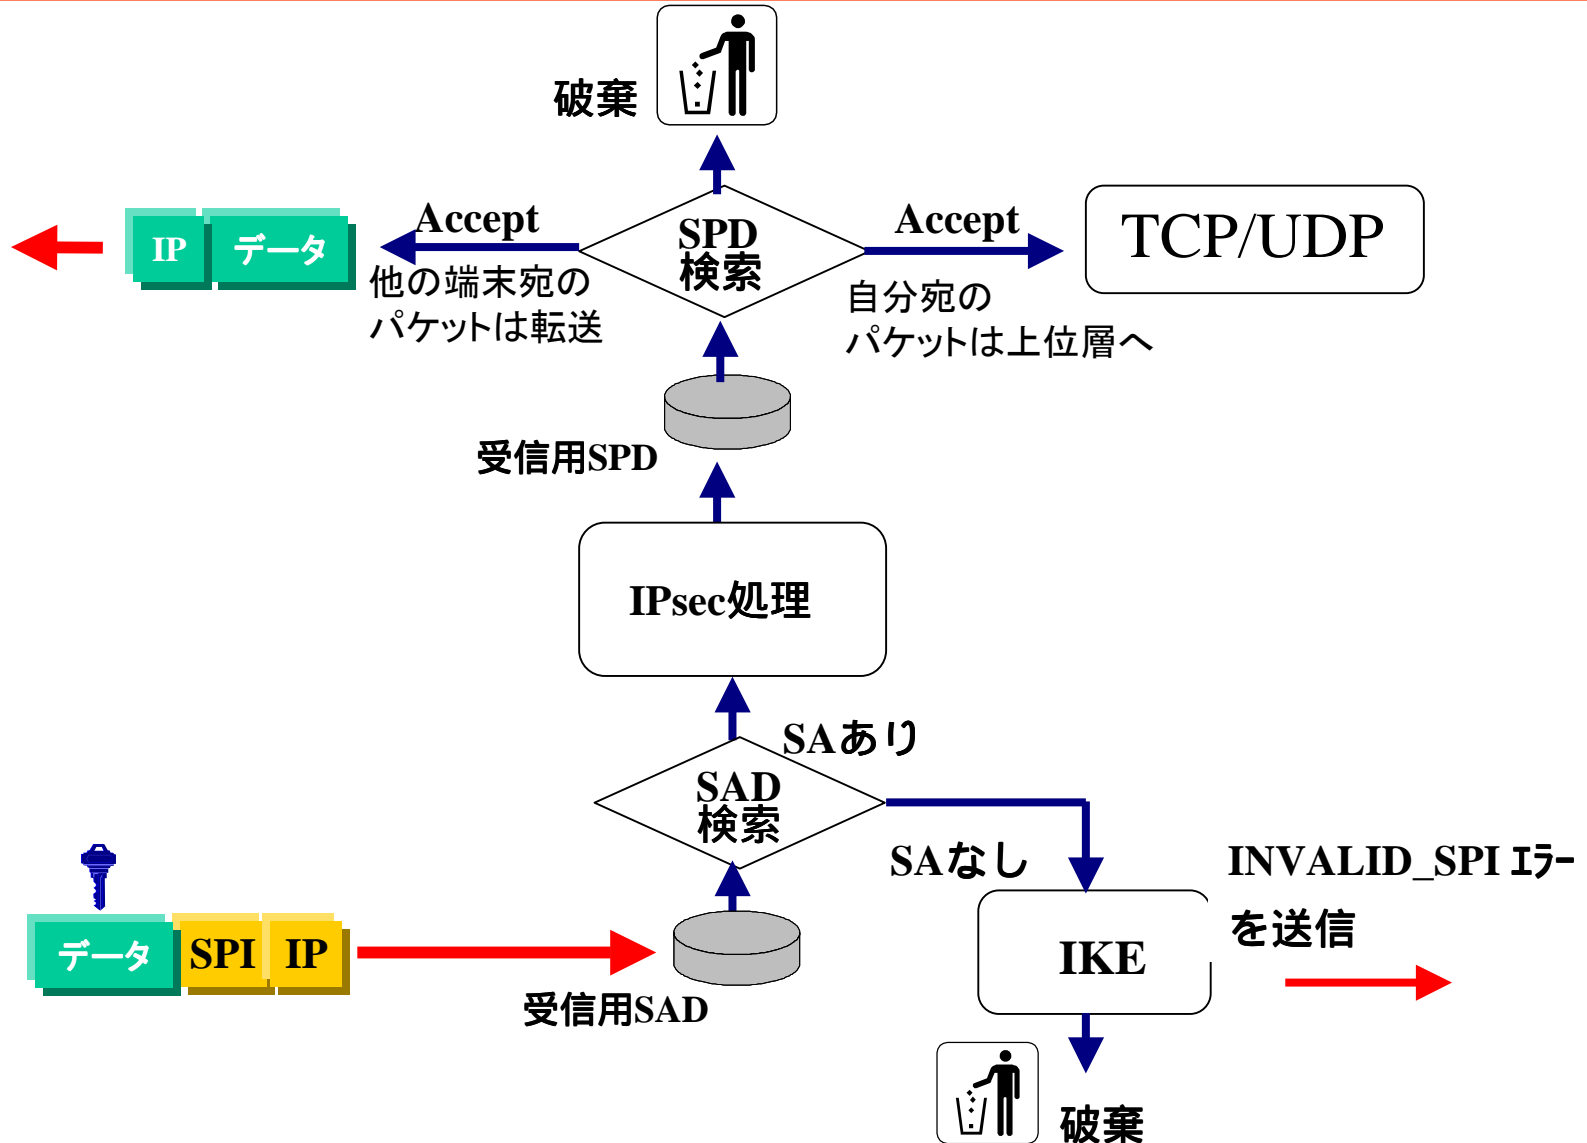 破棄
Accept
SPD
検索
Accept
TCP/UDP
IP
データ
他の端末宛の
パケットは転送
自分宛の
パケットは上位層へ
受信用SPD
IPsec処理
SAあり
SAD
検索
SAなし
INVALID_SPI エラー
を送信
データ
SPI
IP
IKE
受信用SAD
破棄